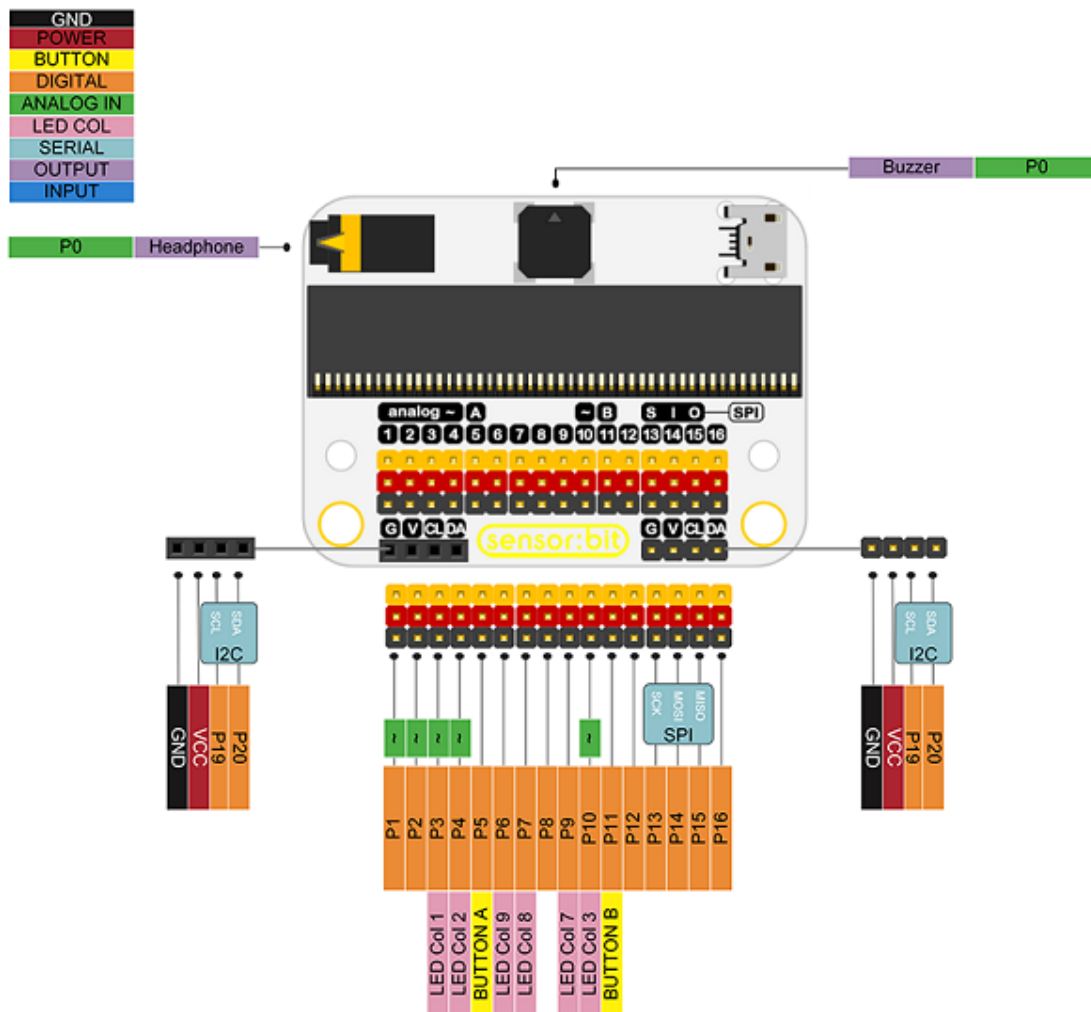 GND
POWER
BUTTON
DIGITAL
ANALOG IN
LED COL
SERIAL
OUTPUT
INPUT
Buzzer P0
P0 Headphone
analog ~ A ~ B S I O SPI
1 2 3 4 5 6 7 8 9 10 11 12 13 14 15 16
G V CL DA sensor:bit G V CL DA
SCL SDA
I2C
GND VCC P19 P20
SCK MOSI MISO
SPI
~ ~ ~ ~ ~
P1 P2 P3 P4 P5 P6 P7 P8 P9 P10 P11 P12 P13 P14 P15 P16
LED Col 1 LED Col 2 BUTTON A LED Col 9 LED Col 8 LED Col 7 LED Col 3 BUTTON B
SCL SDA
I2C
GND VCC P19 P20